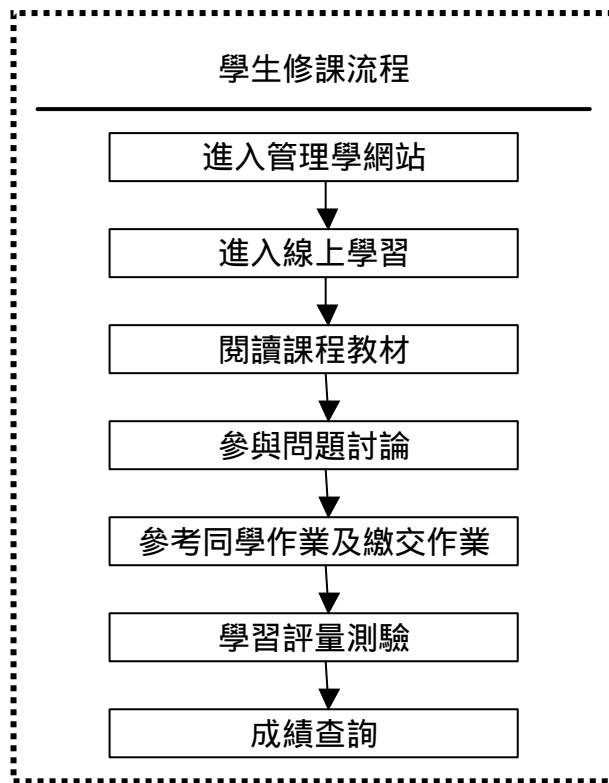 學生修課流程
進入管理學網站
進入線上學習
閱讀課程教材
參與問題討論
參考同學作業及繳交作業
學習評量測驗
成績查詢